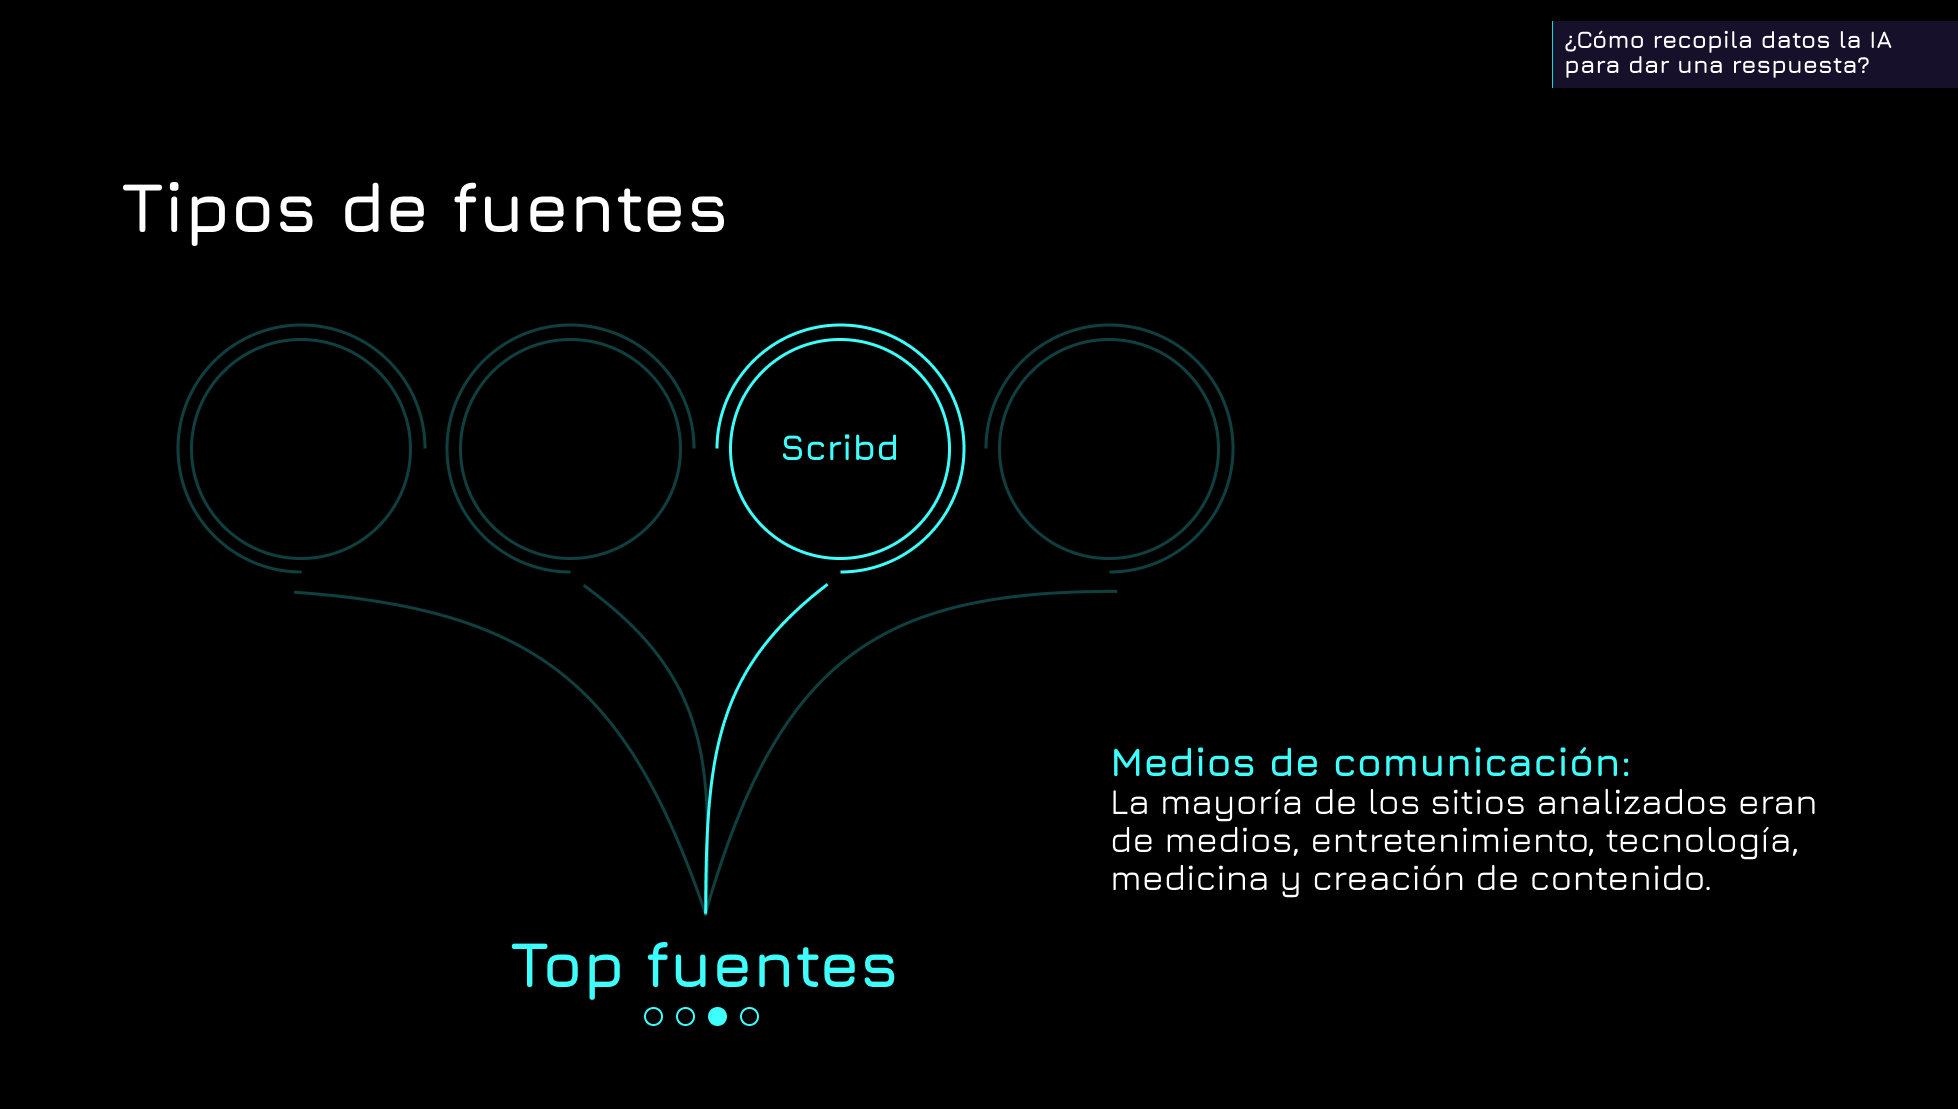 ¿Cómo recopila datos la IA
para dar una respuesta?
Tipos de fuentes
Scribd
Medios de comunicación:
La mayoría de los sitios analizados eran
de medios, entretenimiento, tecnología,
medicina y creación de contenido.
Top fuentes